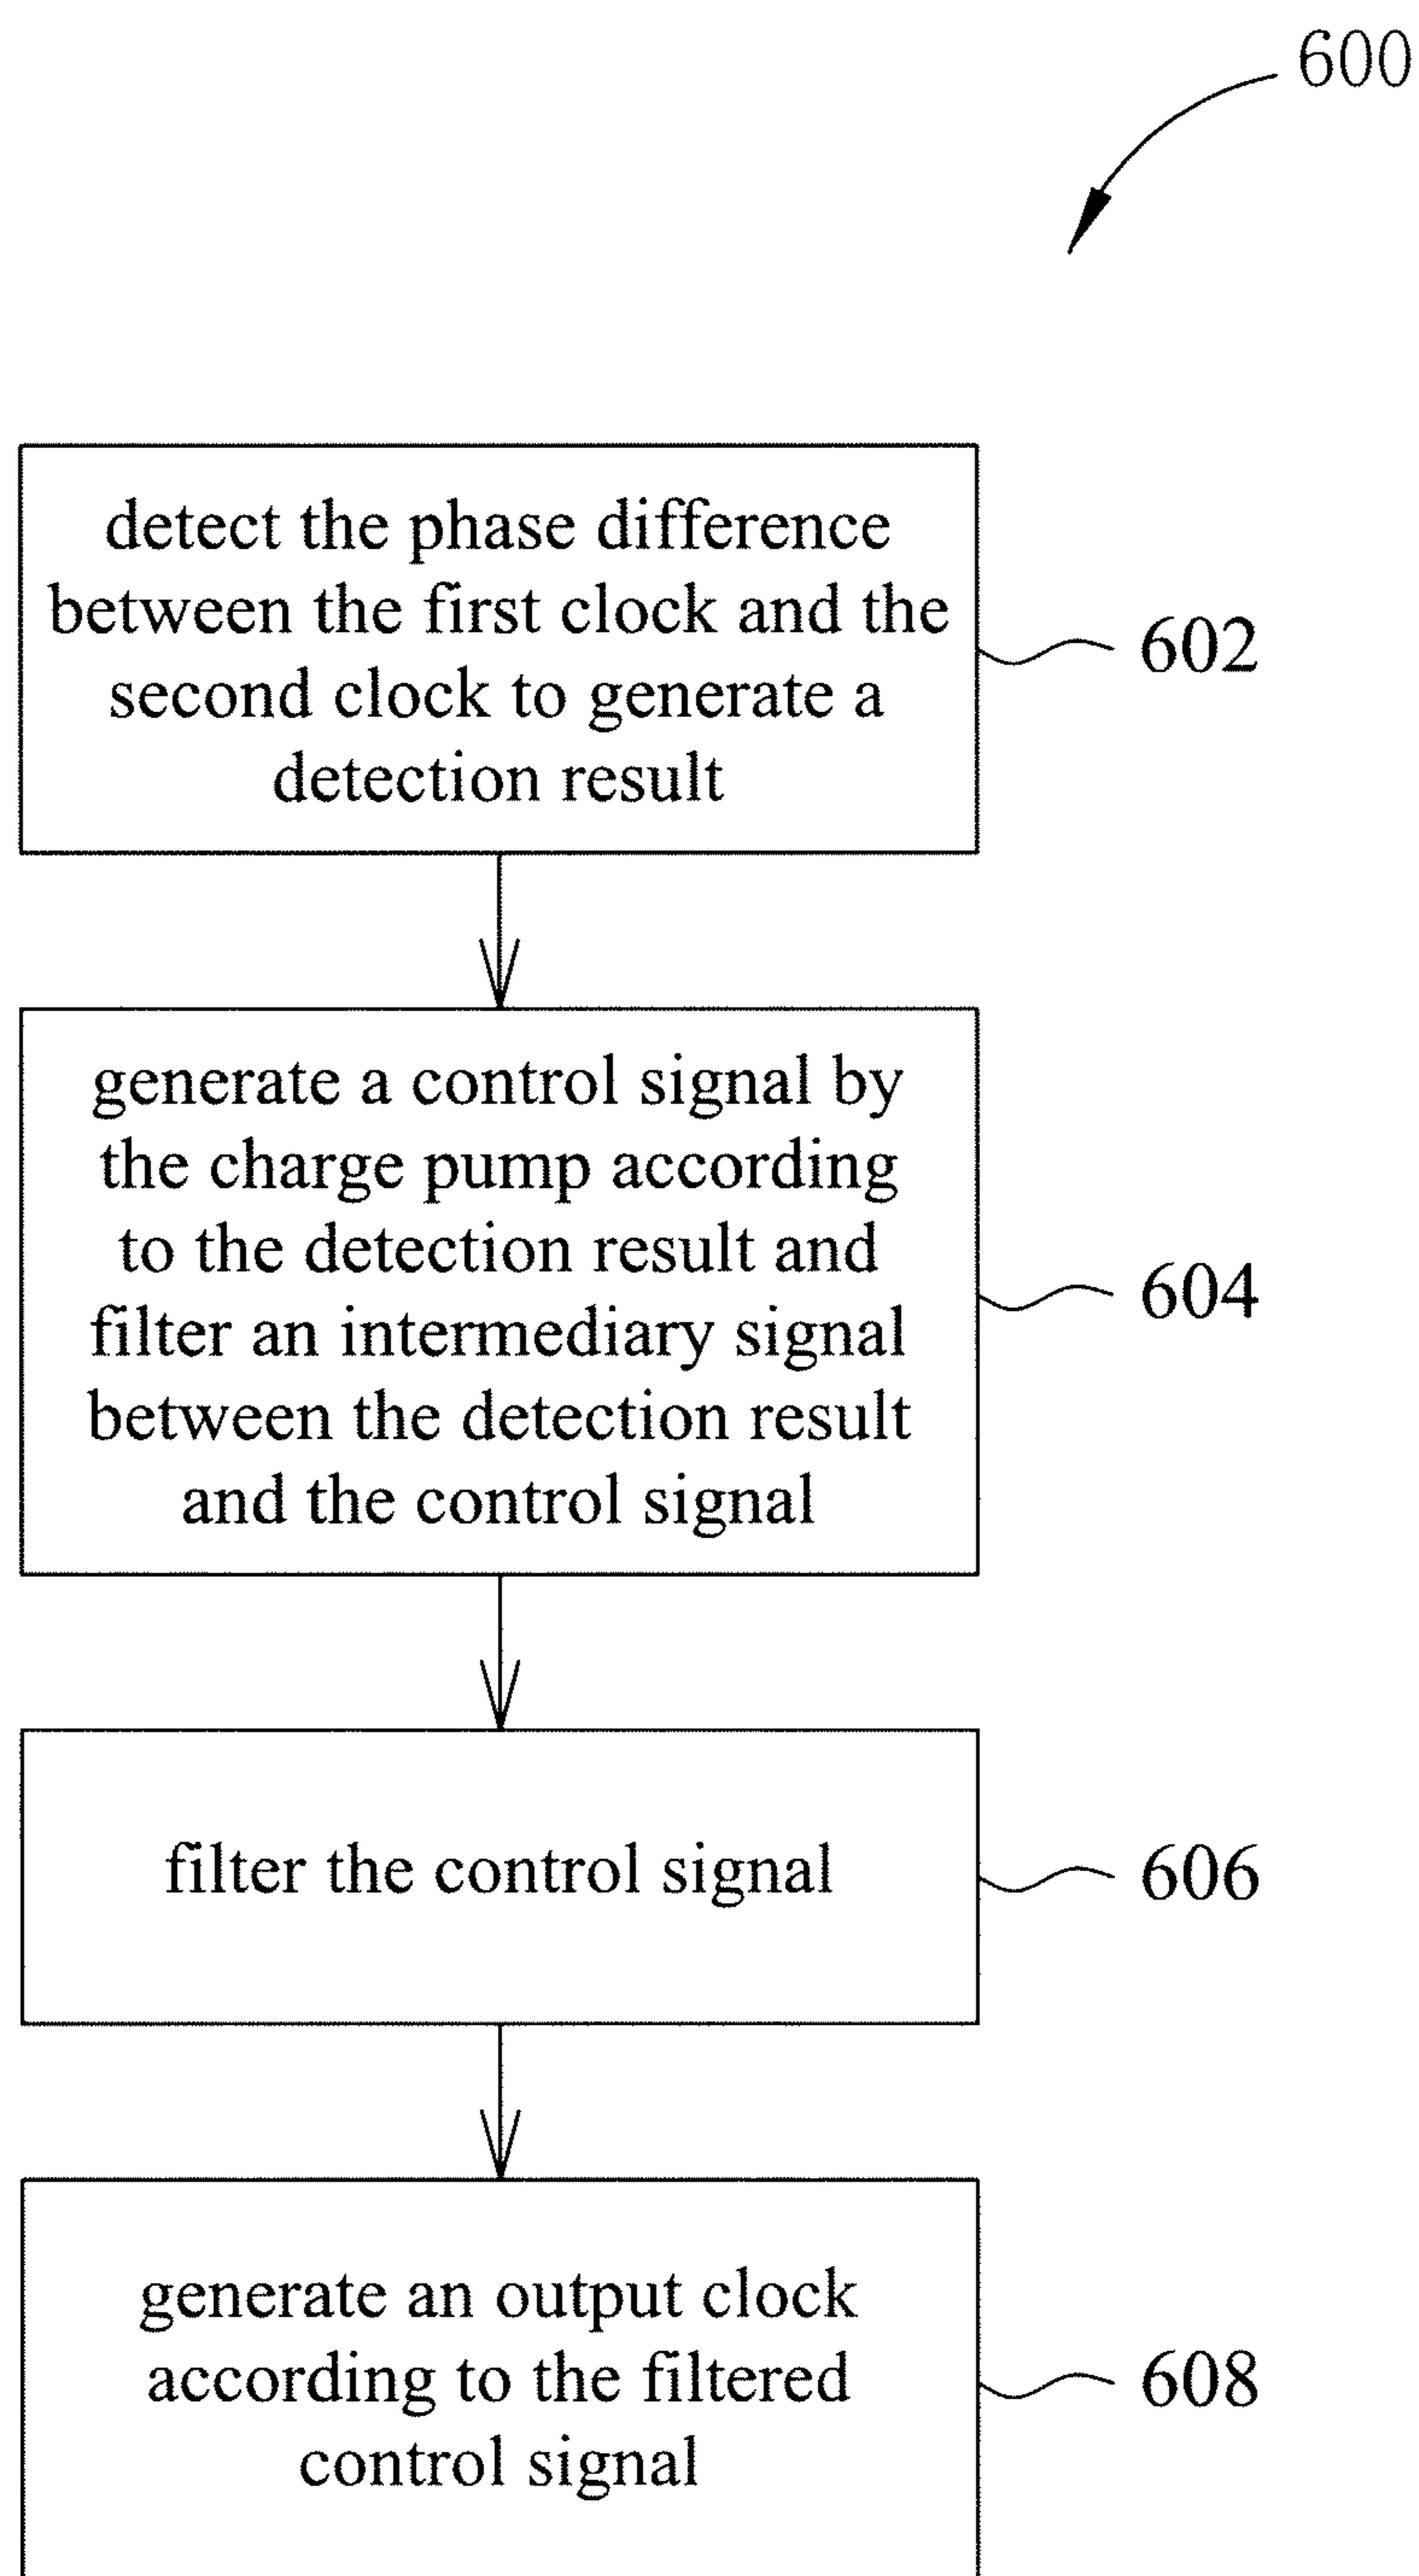 600
detect the phase difference
between the first clock and the
second clock to generate a
detection result
602
generate a control signal by
the charge pump according
to the detection result and
filter an intermediary signal
between the detection result
and the control signal
604
filter the control signal
606
generate an output clock
according to the filtered
control signal
608